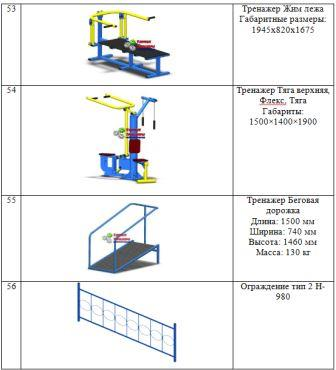 53
Тренажер Жим лежа
Габаритные размеры:
1945х820х1675
54
Тренажер Тяга верхняя,
Флекс, Тяга
Габариты:
1500×1400×1900
55
Тренажер Беговая
дорожка
Длина: 1500 мм
Ширина: 740 мм
Высота: 1460 мм
Масса: 130 кг
56
Ограждение тип 2 Н-
980